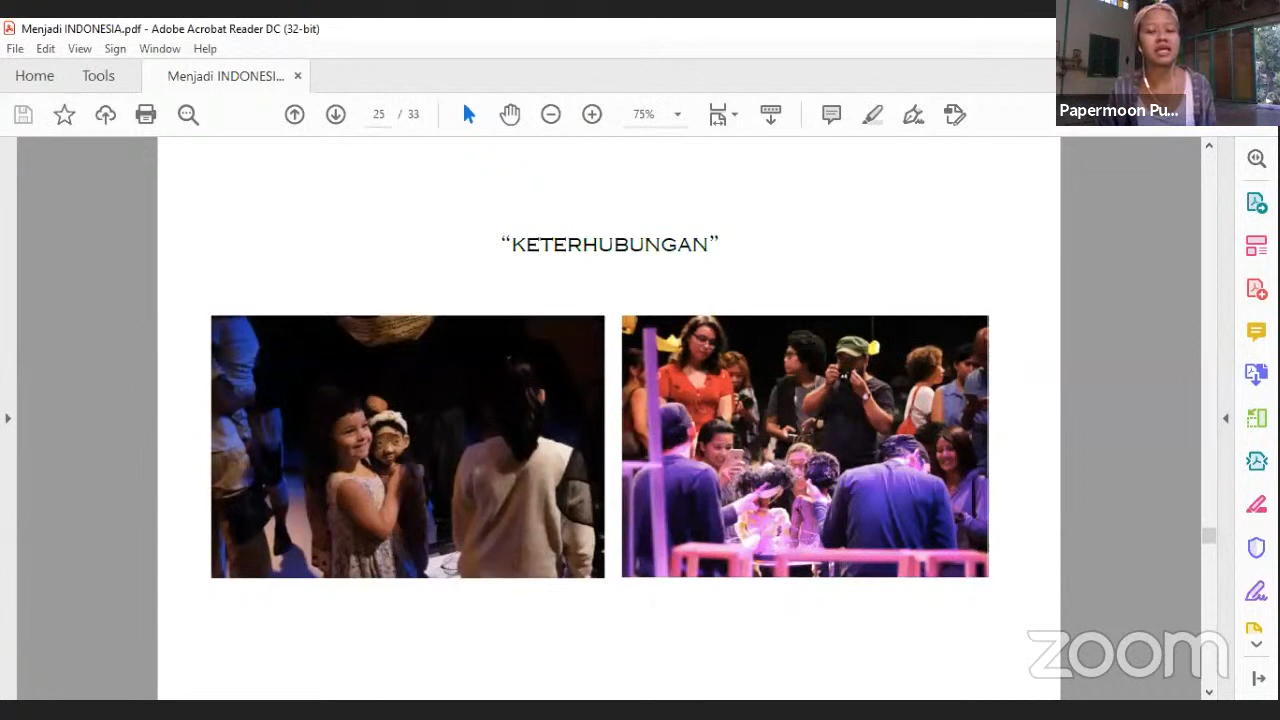 Menjadi INDONESIA.pdf - Adobe Acrobat Reader DC (32-bit)
File Edit View Sign Window Help
Home Tools Menjadi INDONESI... ×
25 / 33 75%
Papermoon Pu...
“KETERHUBUNGAN”
zoom